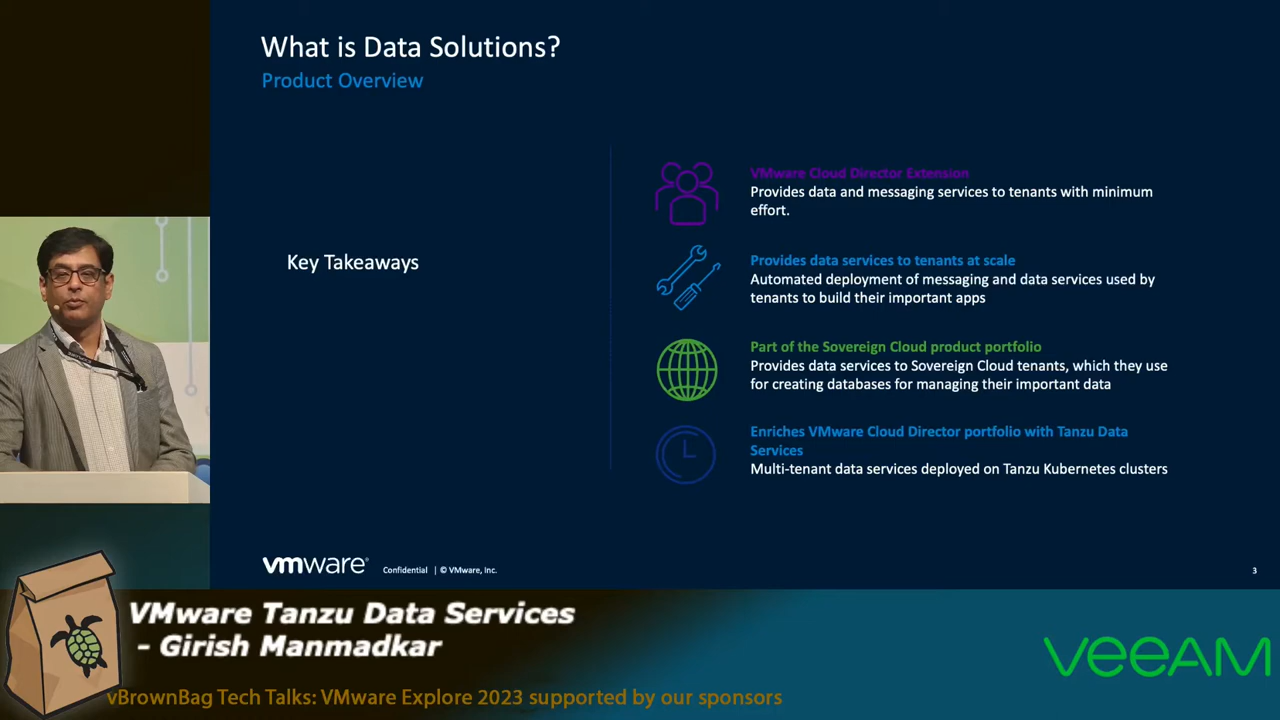 What is Data Solutions?
Product Overview
Key Takeaways
VMware Cloud Director Extension
Provides data and messaging services to tenants with minimum
effort.
Provides data services to tenants at scale
Automated deployment of messaging and data services used by
tenants to build their important apps
Part of the Sovereign Cloud product portfolio
Provides data services to Sovereign Cloud tenants, which they use
for creating databases for managing their important data
Enriches VMware Cloud Director portfolio with Tanzu Data
Services
Multi-tenant data services deployed on Tanzu Kubernetes clusters
vmware® Confidential | © VMware, Inc. 3
VMware Tanzu Data Services
- Girish Manmadkar
veeAM
vBrownBag Tech Talks: VMware Explore 2023 supported by our sponsors